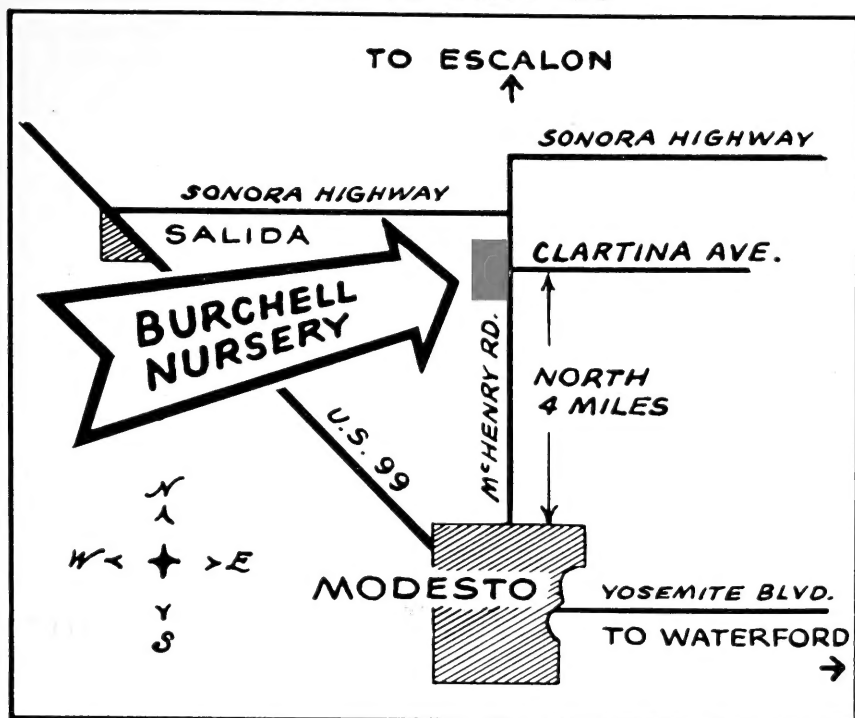 TO ESCALON
SONORA HIGHWAY
SONORA HIGHWAY
SALIDA
CLARTINA AVE.
BURCHELL
NURSERY
McHENRY RD.
NORTH
4 MILES
U.S. 99
N
W
E
S
MODESTO
YOSEMITE BLVD.
TO WATERFORD